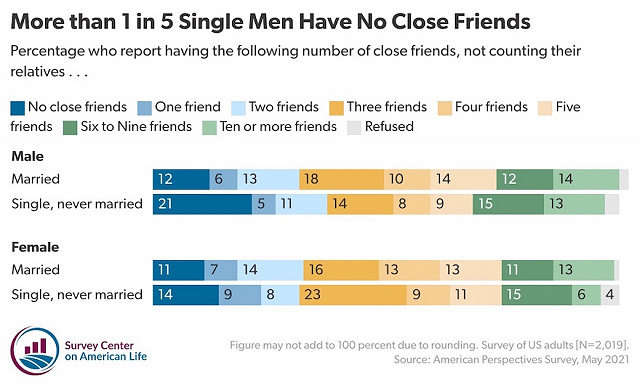 More than 1 in 5 Single Men Have No Close Friends
Percentage who report having the following number of close friends, not counting their
relatives . . .
No close friends One friend Two friends Three friends Four friends Five
friends Six to Nine friends Ten or more friends Refused
Male
Married 12 6 13 18 10 14 12 14
Single, never married 21 5 11 14 8 9 15 13
Female
Married 11 7 14 16 13 13 11 13
Single, never married 14 9 8 23 9 11 15 6 4
Survey Center
on American Life
Figure may not add to 100 percent due to rounding. Survey of US adults [N=2,019].
Source: American Perspectives Survey, May 2021